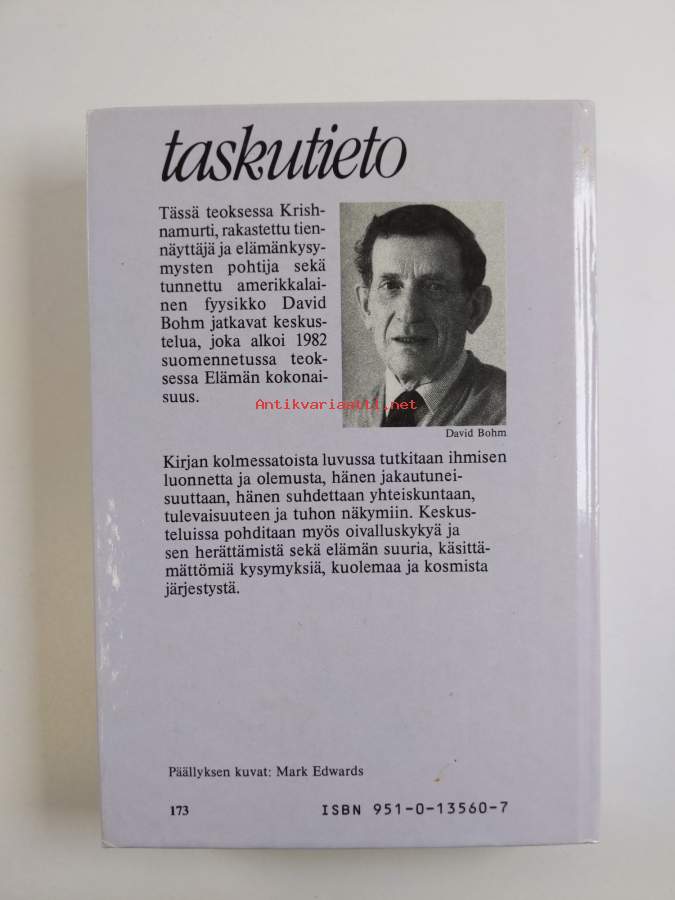 taskutieto
Tässä teoksessa Krish-
namurti, rakastettu tien-
näyttäjä ja elämänkysy-
mysten pohtija sekä
tunnettu amerikkalai-
nen fyysikko David
Bohm jatkavat keskus-
telua, joka alkoi 1982
suomennetussa teok-
sessa Elämän kokonai-
suus.
Antikvariaatti.net
David Bohm
Kirjan kolmessatoista luvussa tutkitaan ihmisen
luonnetta ja olemusta, hänen jakautunei-
suuttaan, hänen suhdettaan yhteiskuntaan,
tulevaisuuteen ja tuhon näkymiin. Keskus-
teluissa pohditaan myös oivalluskykyä ja
sen herättämistä sekä elämän suuria, käsittä-
mättömiä kysymyksiä, kuolemaa ja kosmista
järjestystä.
Päällyksen kuvat: Mark Edwards
173 ISBN 951-0-13560-7